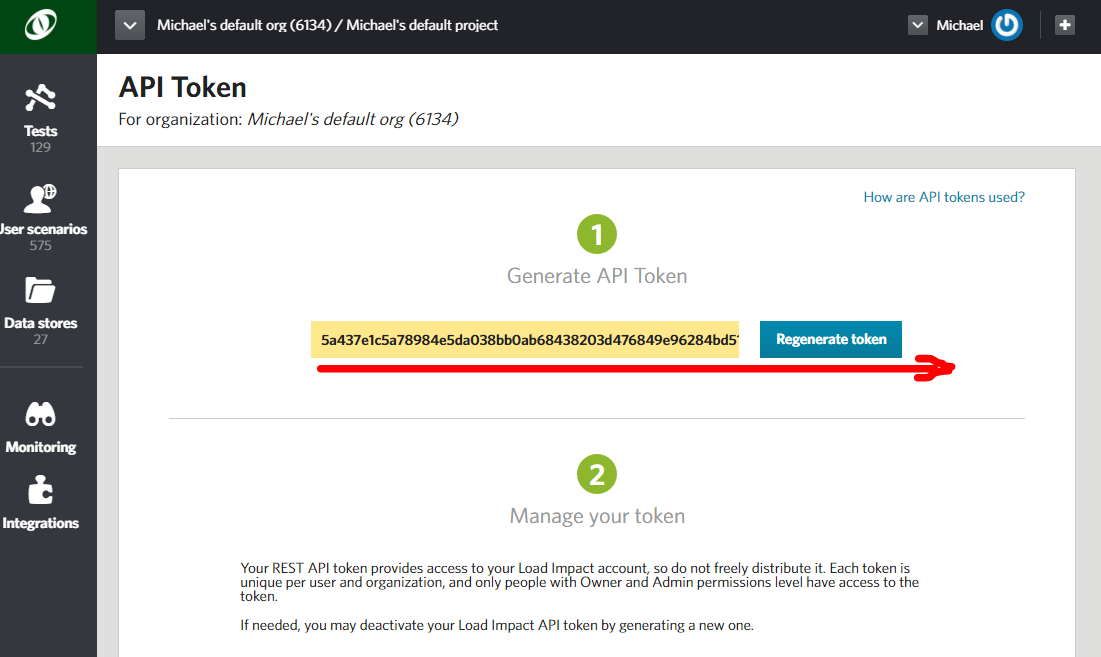 Michael's default org (6134) / Michael's default project
Michael
API Token
For organization: Michael's default org (6134)
Tests
129
User scenarios
575
Data stores
27
Monitoring
Integrations
How are API tokens used?
1
Generate API Token
5a437e1c5a78984e5da038bb0ab68438203d476849e96284bd5
Regenerate token
2
Manage your token
Your REST API token provides access to your Load Impact account, so do not freely distribute it. Each token is
unique per user and organization, and only people with Owner and Admin permissions level have access to the
token.
If needed, you may deactivate your Load Impact API token by generating a new one.